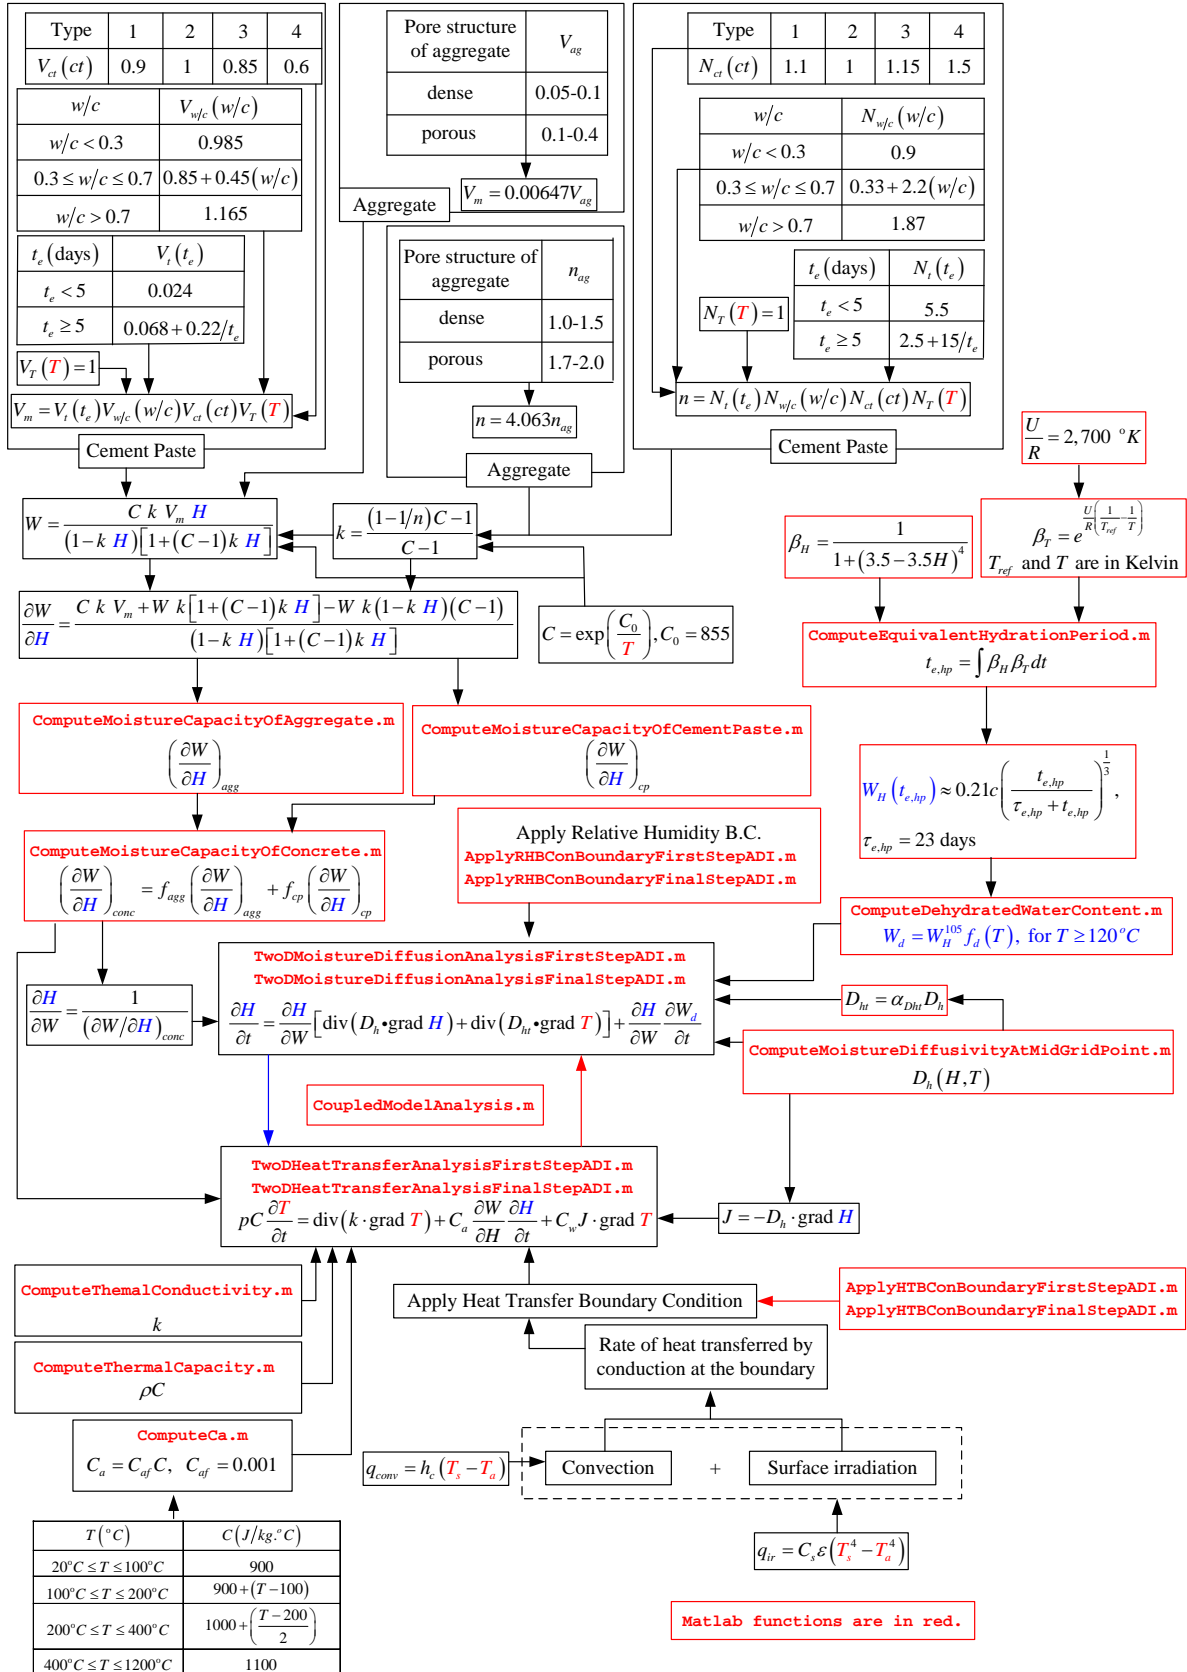 Type 1 2 3 4
V_ct(ct) 0.9 1 0.85 0.6
w/c V_w/c(w/c)
w/c < 0.3 0.985
0.3 ≤ w/c ≤ 0.7 0.85 + 0.45(w/c)
w/c > 0.7 1.165
t_e(days) V_t(t_e)
t_e < 5 0.024
t_e ≥ 5 0.068 + 0.22/t_e
V_T(T) = 1
V_m = V_t(t_e)V_w/c(w/c)V_ct(ct)V_T(T)
Cement Paste
Pore structure of aggregate V_ag
dense 0.05-0.1
porous 0.1-0.4
V_m = 0.00647V_ag
Aggregate
Pore structure of aggregate n_ag
dense 1.0-1.5
porous 1.7-2.0
n = 4.063n_ag
Aggregate
Type 1 2 3 4
N_ct(ct) 1.1 1 1.15 1.5
w/c N_w/c(w/c)
w/c < 0.3 0.9
0.3 ≤ w/c ≤ 0.7 0.33 + 2.2(w/c)
w/c > 0.7 1.87
t_e(days) N_t(t_e)
t_e < 5 5.5
t_e ≥ 5 2.5 + 15/t_e
N_T(T) = 1
n = N_t(t_e)N_w/c(w/c)N_ct(ct)N_T(T)
Cement Paste
U/R = 2,700 °K
W = C k V_m H / (1 − k H)[1 + (C − 1)k H]
k = ((1 − 1/n)C − 1) / (C − 1)
β_H = 1 / (1 + (3.5 − 3.5H)^4)
β_T = e^(U/R(1/T_ref − 1/T))
T_ref and T are in Kelvin
∂W/∂H = (C k V_m + W k[1 + (C − 1)k H] − W k(1 − k H)(C − 1)) / ((1 − k H)[1 + (C − 1)k H])
C = exp(C_0/T), C_0 = 855
ComputeEquivalentHydrationPeriod.m
t_e,hp = ∫β_H β_T dt
ComputeMoistureCapacityOfAggregate.m
(∂W/∂H)_agg
ComputeMoistureCapacityOfCementPaste.m
(∂W/∂H)_cp
W_H(t_e,hp) ≈ 0.21c(t_e,hp / (τ_e,hp + t_e,hp))^(1/3),
τ_e,hp = 23 days
ComputeMoistureCapacityOfConcrete.m
(∂W/∂H)_conc = f_agg(∂W/∂H)_agg + f_cp(∂W/∂H)_cp
Apply Relative Humidity B.C.
ApplyRHBConBoundaryFirstStepADI.m
ApplyRHBConBoundaryFinalStepADI.m
ComputeDehydratedWaterContent.m
W_d = W_H^105 f_d(T), for T ≥ 120°C
∂H/∂W = 1 / (∂W/∂H)_conc
TwoDMoistureDiffusionAnalysisFirstStepADI.m
TwoDMoistureDiffusionAnalysisFinalStepADI.m
∂H/∂t = ∂H/∂W[div(D_h•grad H) + div(D_ht•grad T)] + ∂H/∂W ∂W_d/∂t
D_ht = α_Dht D_h
ComputeMoistureDiffusivityAtMidGridPoint.m
D_h(H,T)
CoupledModelAnalysis.m
TwoDHeatTransferAnalysisFirstStepADI.m
TwoDHeatTransferAnalysisFinalStepADI.m
pC ∂T/∂t = div(k·grad T) + C_a ∂W/∂H ∂H/∂t + C_w J·grad T
J = −D_h·grad H
ComputeThemalConductivity.m
k
Apply Heat Transfer Boundary Condition
ApplyHTBConBoundaryFirstStepADI.m
ApplyHTBConBoundaryFinalStepADI.m
ComputeThermalCapacity.m
ρC
Rate of heat transferred by
conduction at the boundary
ComputeCa.m
C_a = C_af C, C_af = 0.001
q_conv = h_c(T_s − T_a)
Convection + Surface irradiation
q_ir = C_s ε(T_s^4 − T_a^4)
T(°C) C(J/kg.°C)
20°C ≤ T ≤ 100°C 900
100°C ≤ T ≤ 200°C 900 + (T − 100)
200°C ≤ T ≤ 400°C 1000 + ((T − 200)/2)
400°C ≤ T ≤ 1200°C 1100
Matlab functions are in red.